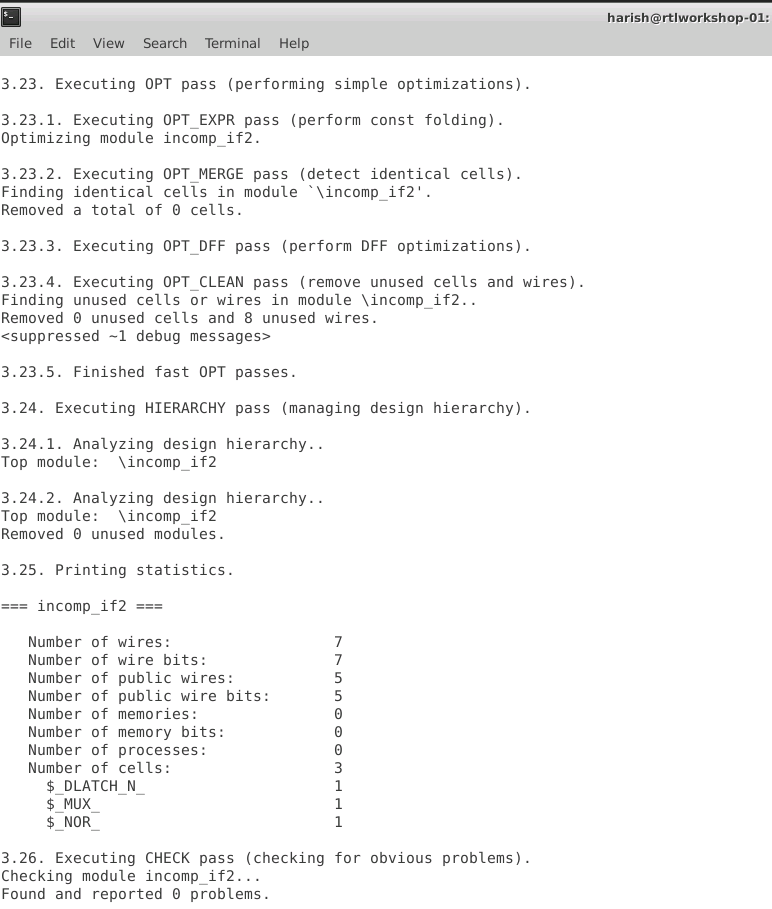 harish@rtlworkshop-01:
File Edit View Search Terminal Help
3.23. Executing OPT pass (performing simple optimizations).
3.23.1. Executing OPT_EXPR pass (perform const folding).
Optimizing module incomp_if2.
3.23.2. Executing OPT_MERGE pass (detect identical cells).
Finding identical cells in module `\incomp_if2'.
Removed a total of 0 cells.
3.23.3. Executing OPT_DFF pass (perform DFF optimizations).
3.23.4. Executing OPT_CLEAN pass (remove unused cells and wires).
Finding unused cells or wires in module \incomp_if2..
Removed 0 unused cells and 8 unused wires.
<suppressed ~1 debug messages>
3.23.5. Finished fast OPT passes.
3.24. Executing HIERARCHY pass (managing design hierarchy).
3.24.1. Analyzing design hierarchy..
Top module:  \incomp_if2
3.24.2. Analyzing design hierarchy..
Top module:  \incomp_if2
Removed 0 unused modules.
3.25. Printing statistics.
=== incomp_if2 ===
Number of wires: 7
Number of wire bits: 7
Number of public wires: 5
Number of public wire bits: 5
Number of memories: 0
Number of memory bits: 0
Number of processes: 0
Number of cells: 3
$_DLATCH_N_ 1
$_MUX_ 1
$_NOR_ 1
3.26. Executing CHECK pass (checking for obvious problems).
Checking module incomp_if2...
Found and reported 0 problems.